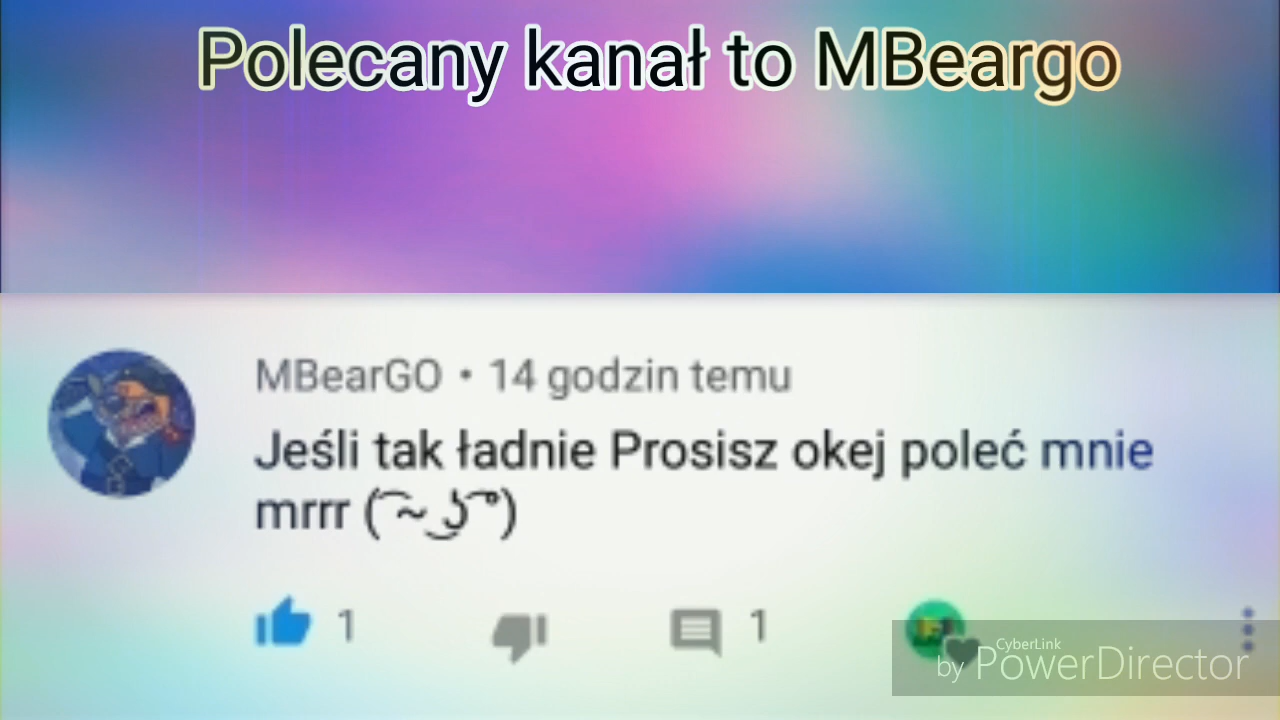 Polecany kanał to MBeargo
MBearGO • 14 godzin temu
Jeśli tak ładnie Prosisz okej poleć mnie
mrrr ( ͡~ ͜ʖ ͡°)
1
1
CyberLink
by PowerDirector